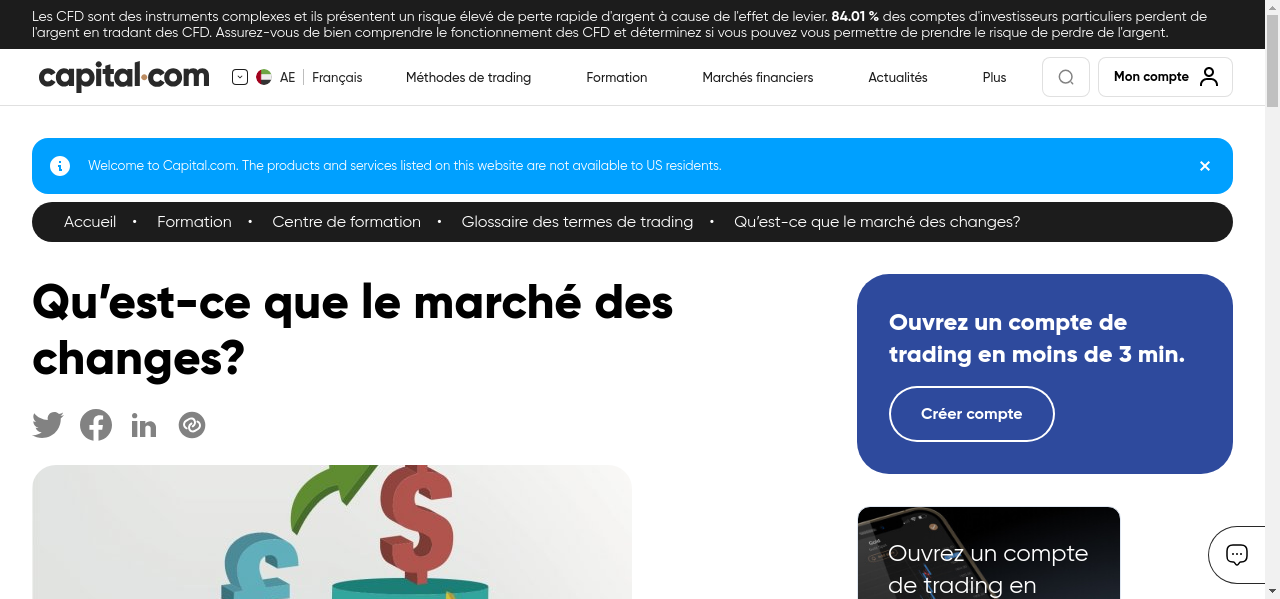 Les CFD sont des instruments complexes et ils présentent un risque élevé de perte rapide d'argent à cause de l'effet de levier. 84.01 % des comptes d'investisseurs particuliers perdent de
l'argent en tradant des CFD. Assurez-vous de bien comprendre le fonctionnement des CFD et déterminez si vous pouvez vous permettre de prendre le risque de perdre de l'argent.
capital.com AE Français Méthodes de trading Formation Marchés financiers Actualités Plus Mon compte
Welcome to Capital.com. The products and services listed on this website are not available to US residents.
Accueil • Formation • Centre de formation • Glossaire des termes de trading • Qu’est-ce que le marché des changes?
Qu’est-ce que le marché des
changes?
Ouvrez un compte de
trading en moins de 3 min.
Créer compte
Ouvrez un compte
de trading en